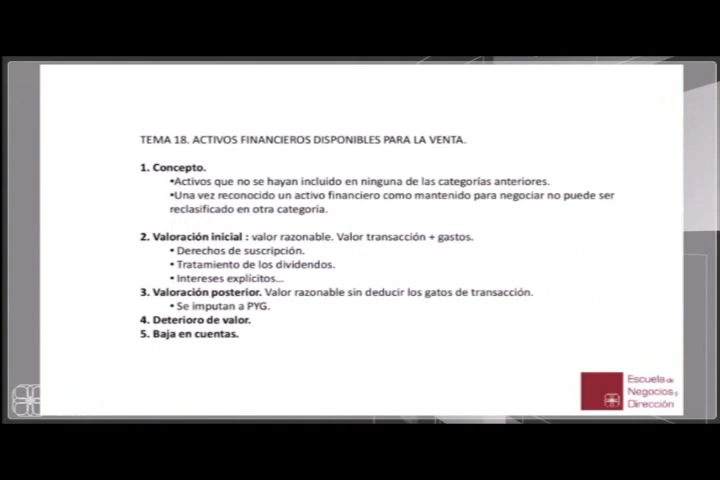 TEMA 18. ACTIVOS FINANCIEROS DISPONIBLES PARA LA VENTA.
1. Concepto.
•Activos que no se hayan incluido en ninguna de las categorías anteriores.
•Una vez reconocido un activo financiero como mantenido para negociar no puede ser
reclasificado en otra categoría.
2. Valoración inicial : valor razonable. Valor transacción + gastos.
• Derechos de suscripción.
• Tratamiento de los dividendos.
• Intereses explícitos...
3. Valoración posterior. Valor razonable sin deducir los gatos de transacción.
• Se imputan a PYG.
4. Deterioro de valor.
5. Baja en cuentas.
Escuela de
Negocios y
Dirección